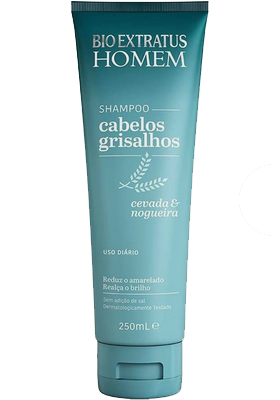 BIO EXTRATUS
HOMEM
SHAMPOO
cabelos
grisalhos
cevada &
nogueira
USO DIÁRIO
Reduz o amarelado
Realça o brilho
Sem adição de sal
Dermatologicamente Testado
250mL e